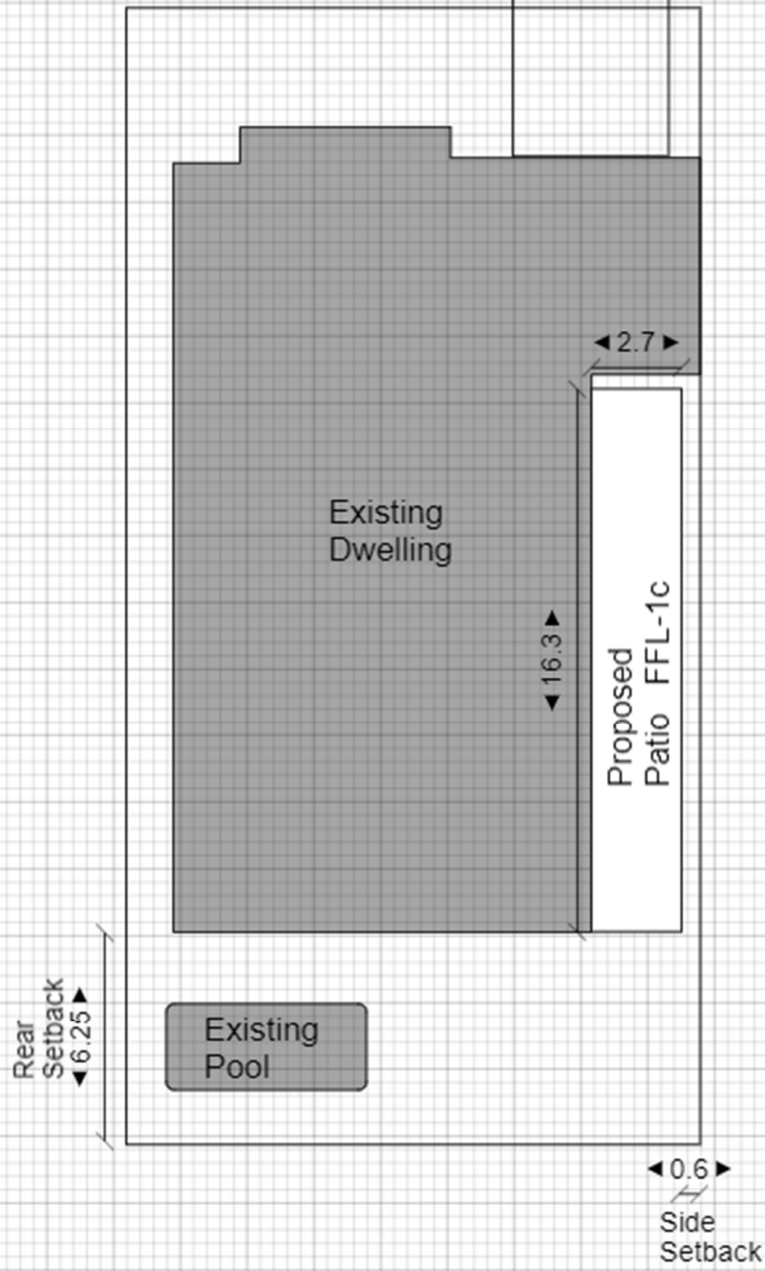 2.7
Existing
Dwelling
16.3
Proposed
Patio FFL-1c
Rear
Setback
6.25
Existing
Pool
0.6
Side
Setback